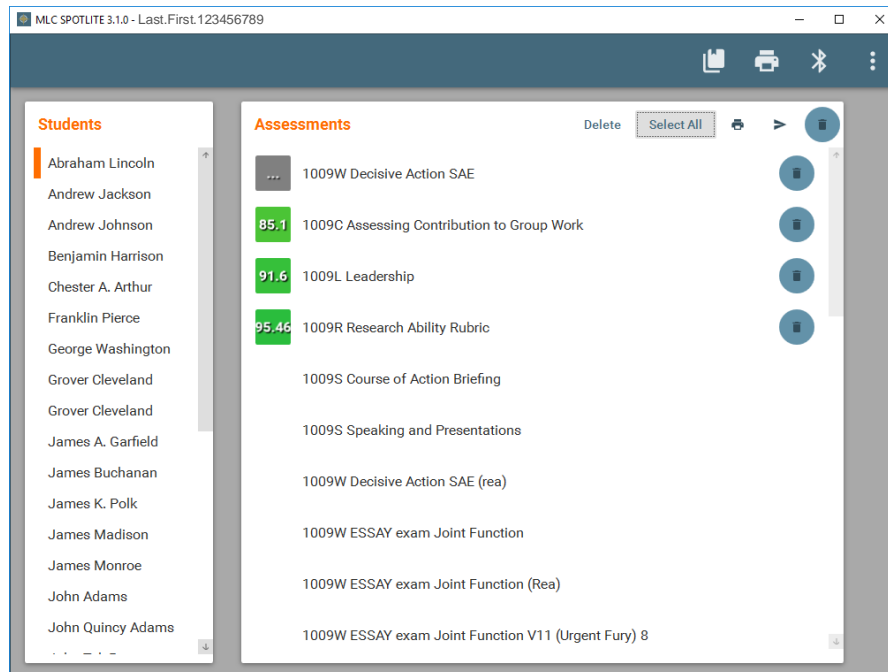 MLC SPOTLITE 3.1.0 - Last.First.123456789
Students
Abraham Lincoln
Andrew Jackson
Andrew Johnson
Benjamin Harrison
Chester A. Arthur
Franklin Pierce
George Washington
Grover Cleveland
Grover Cleveland
James A. Garfield
James Buchanan
James K. Polk
James Madison
James Monroe
John Adams
John Quincy Adams
Assessments
Delete
Select All
... 1009W Decisive Action SAE
85.1 1009C Assessing Contribution to Group Work
91.6 1009L Leadership
95.46 1009R Research Ability Rubric
1009S Course of Action Briefing
1009S Speaking and Presentations
1009W Decisive Action SAE (rea)
1009W ESSAY exam Joint Function
1009W ESSAY exam Joint Function (Rea)
1009W ESSAY exam Joint Function V11 (Urgent Fury) 8